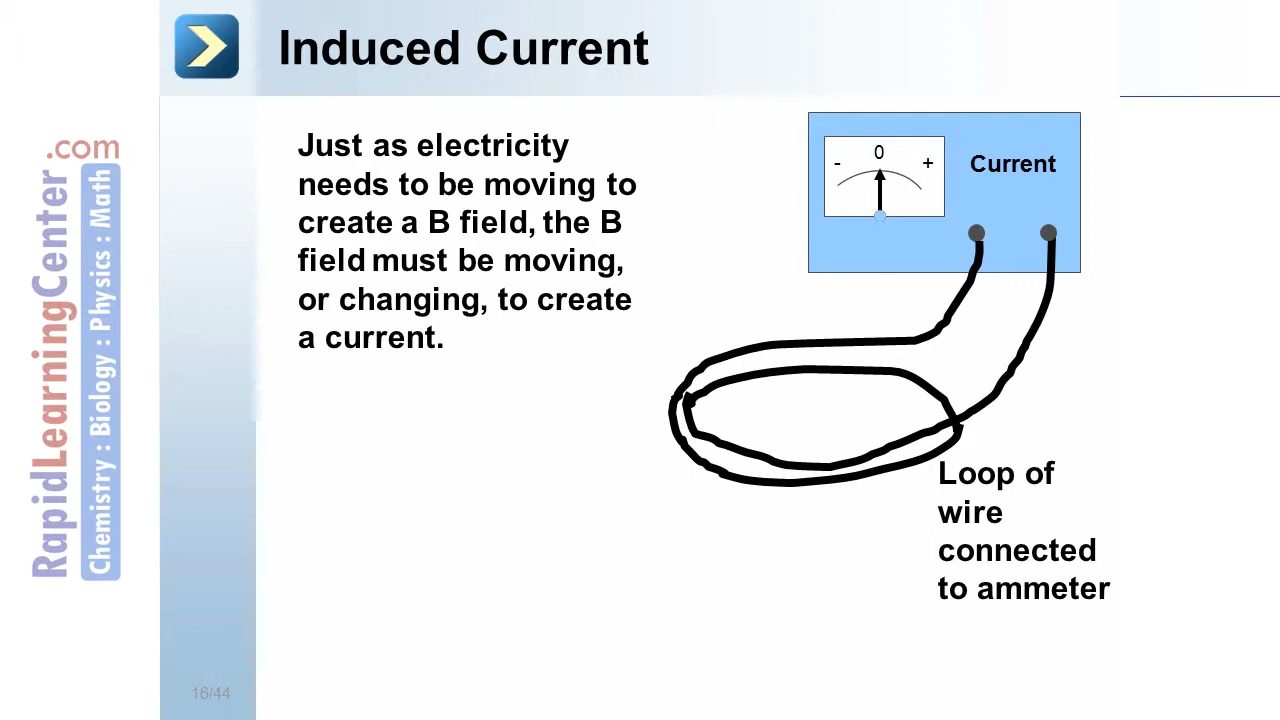 Induced Current
Just as electricity
needs to be moving to
create a B field, the B
field must be moving,
or changing, to create
a current.
- 0 +
Current
Loop of
wire
connected
to ammeter
RapidLearningCenter.com
Chemistry : Biology : Physics : Math
16/44